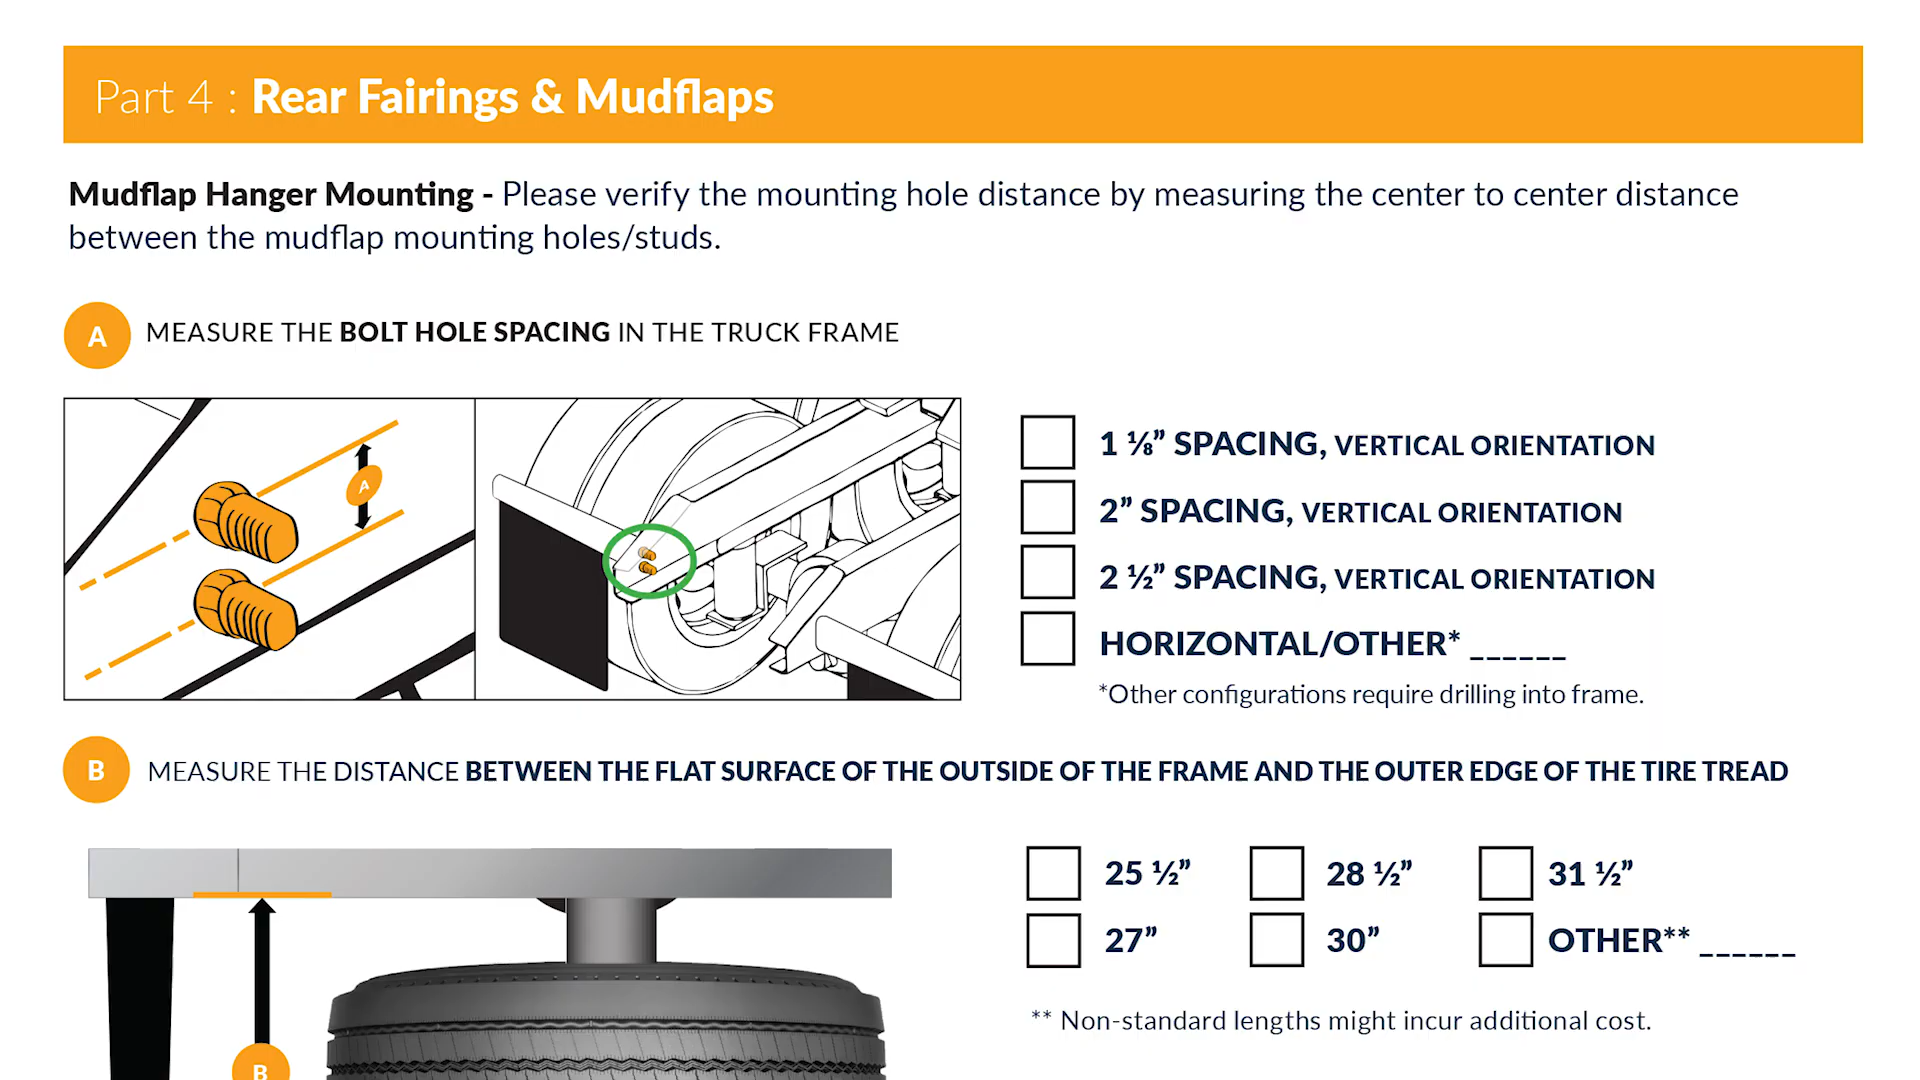 Part 4 : Rear Fairings & Mudflaps
Mudflap Hanger Mounting - Please verify the mounting hole distance by measuring the center to center distance
between the mudflap mounting holes/studs.
A MEASURE THE BOLT HOLE SPACING IN THE TRUCK FRAME
A
1 ⅛” SPACING, VERTICAL ORIENTATION
2” SPACING, VERTICAL ORIENTATION
2 ½” SPACING, VERTICAL ORIENTATION
HORIZONTAL/OTHER* ______
*Other configurations require drilling into frame.
B MEASURE THE DISTANCE BETWEEN THE FLAT SURFACE OF THE OUTSIDE OF THE FRAME AND THE OUTER EDGE OF THE TIRE TREAD
25 ½” 28 ½” 31 ½”
27” 30” OTHER** ______
** Non-standard lengths might incur additional cost.
B